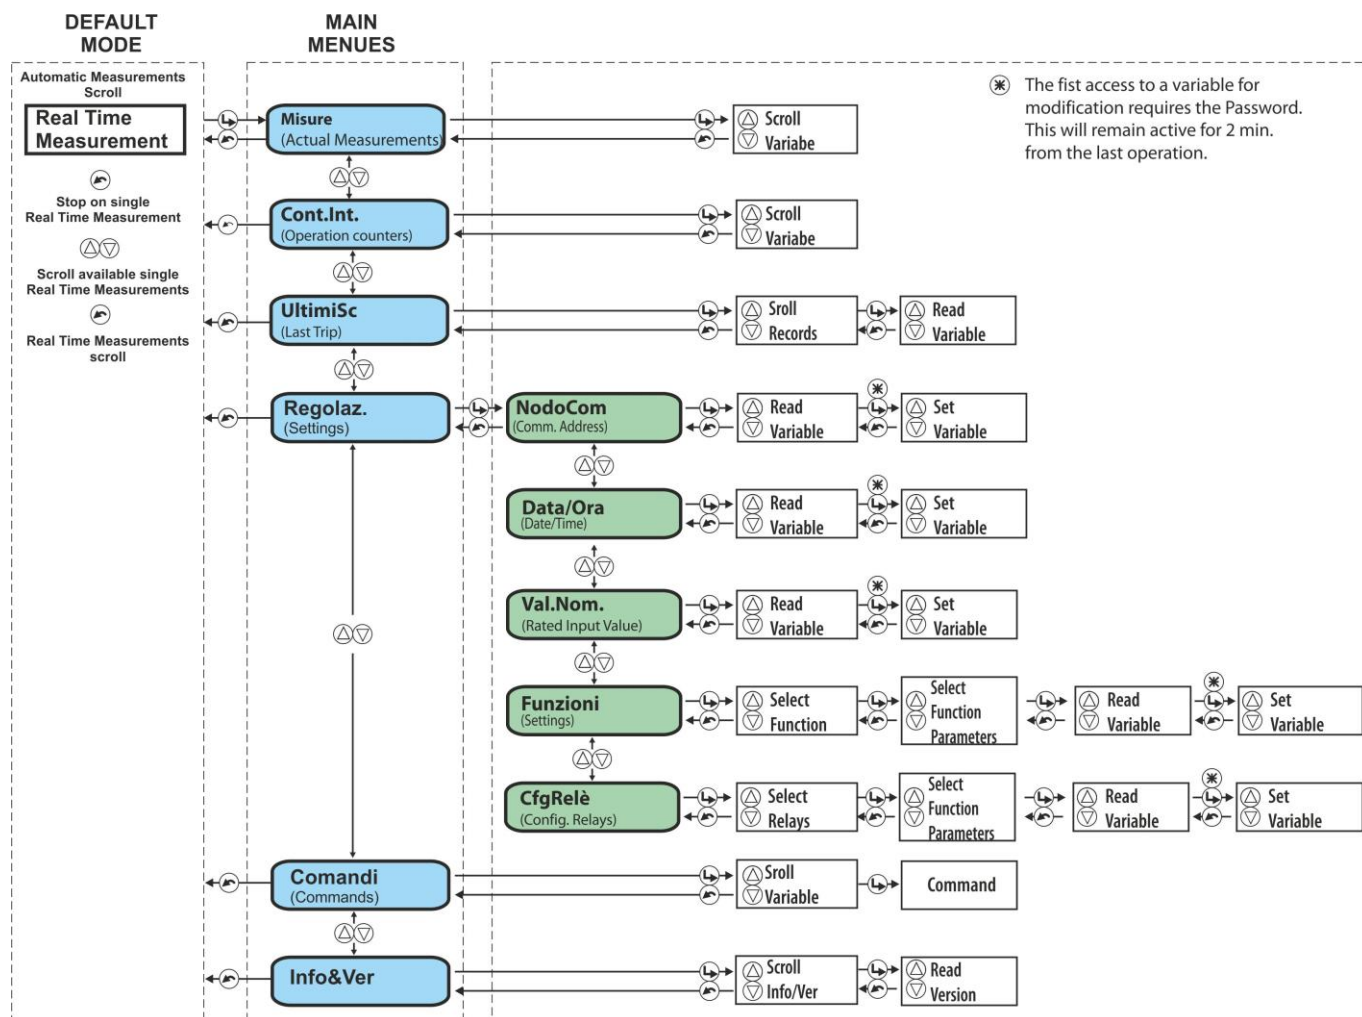 DEFAULT
MODE
MAIN
MENUES
Automatic Measurements
Scroll
Real Time
Measurement
Stop on single
Real Time Measurement
Scroll available single
Real Time Measurements
Real Time Measurements
scroll
The fist access to a variable for
modification requires the Password.
This will remain active for 2 min.
from the last operation.
Misure
(Actual Measurements)
Scroll
Variabe
Cont.Int.
(Operation counters)
Scroll
Variabe
UltimiSc
(Last Trip)
Sroll
Records
Read
Variable
Regolaz.
(Settings)
NodoCom
(Comm. Address)
Read
Variable
Set
Variable
Data/Ora
(Date/Time)
Read
Variable
Set
Variable
Val.Nom.
(Rated Input Value)
Read
Variable
Set
Variable
Funzioni
(Settings)
Select
Function
Select
Function
Parameters
Read
Variable
Set
Variable
CfgRelè
(Config. Relays)
Select
Relays
Select
Function
Parameters
Read
Variable
Set
Variable
Comandi
(Commands)
Sroll
Variable
Command
Info&Ver
Scroll
Info/Ver
Read
Version